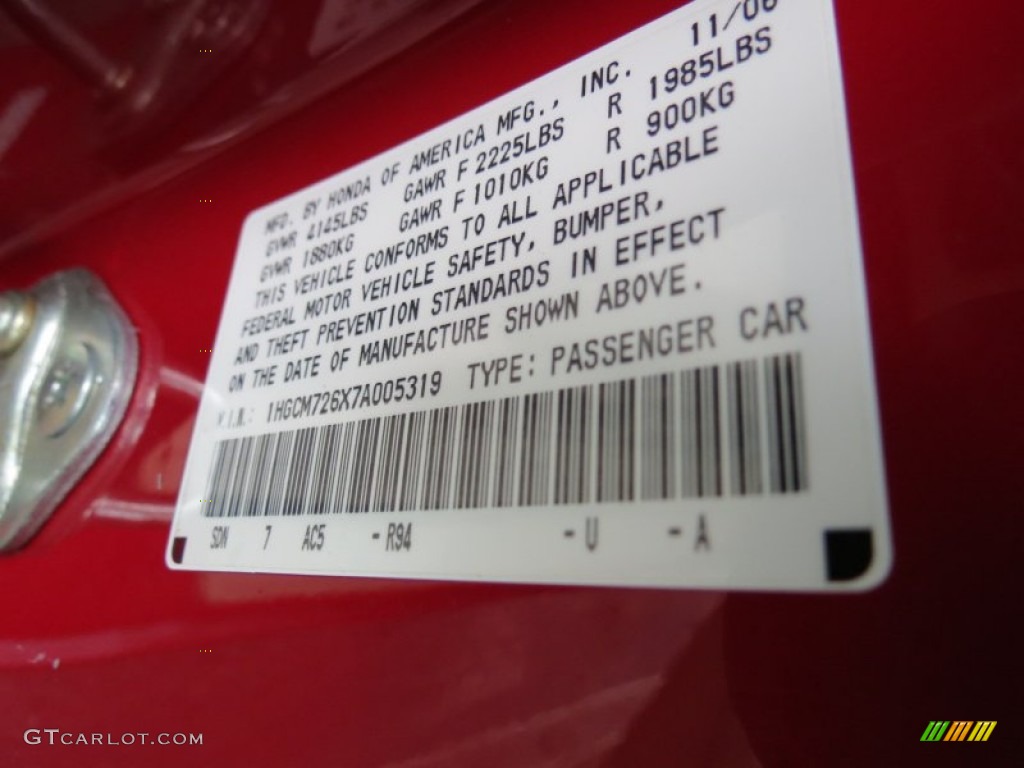 11/06
MFD. BY HONDA OF AMERICA MFG., INC.
GVWR 4145LBS GAWR F 2225LBS R 1985LBS
GVWR 1880KG GAWR F 1010KG R 900KG
THIS VEHICLE CONFORMS TO ALL APPLICABLE
FEDERAL MOTOR VEHICLE SAFETY, BUMPER,
AND THEFT PREVENTION STANDARDS IN EFFECT
ON THE DATE OF MANUFACTURE SHOWN ABOVE.
V.I.N.: 1HGCM726X7A005319 TYPE: PASSENGER CAR
SDN 7 AC5 -R94 -U -A
GTCARLOT.COM